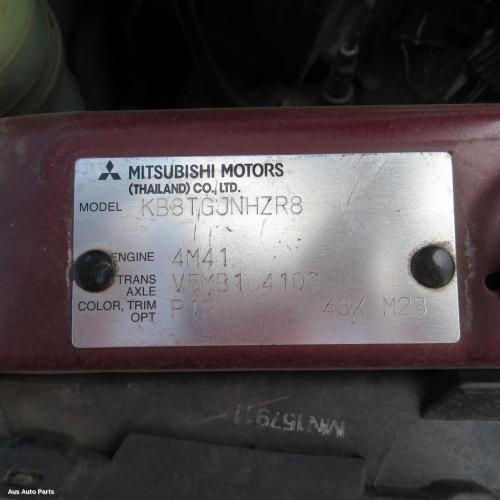 MITSUBISHI MOTORS
(THAILAND) CO., LTD.
MODEL KB8TGJNHZR8
ENGINE 4M41
TRANS AXLE V5MB1 4100
COLOR, TRIM OPT 43X M23
MN157911
Aus Auto Parts